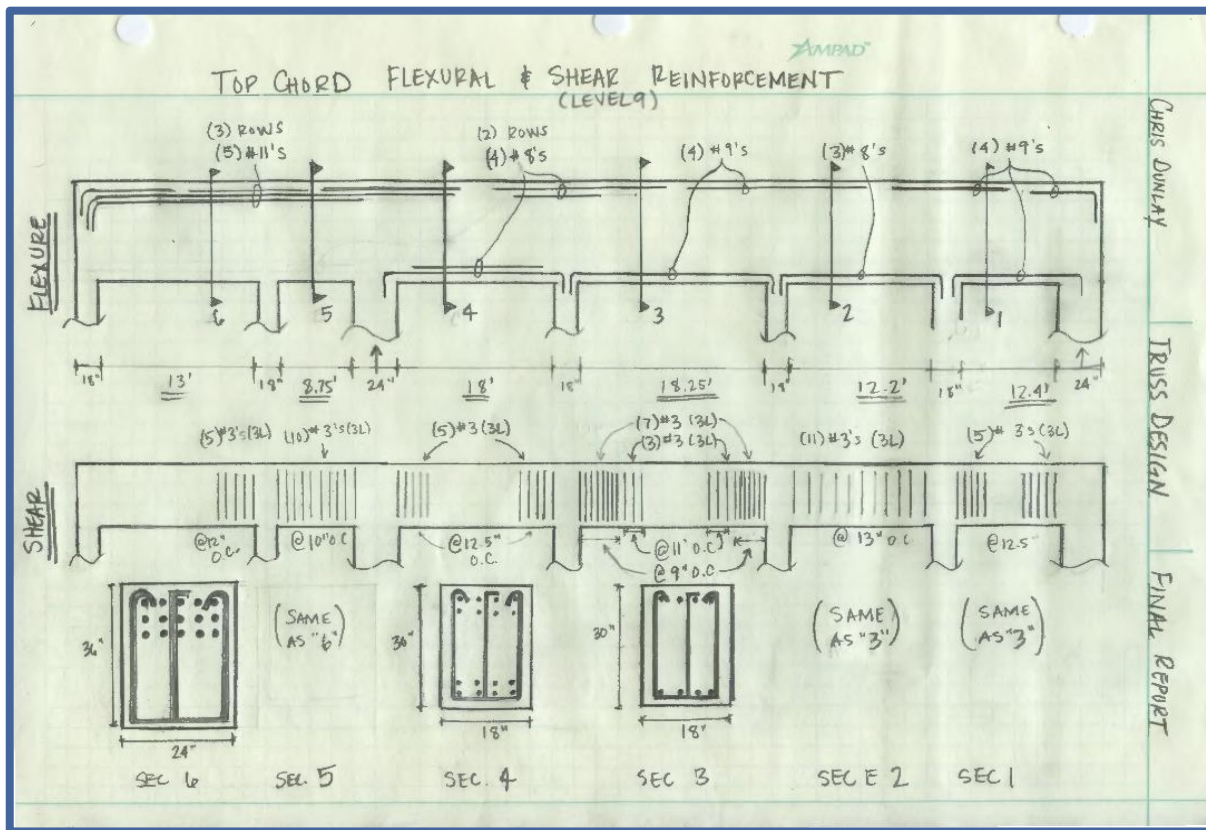 AMPAD™
TOP CHORD FLEXURAL & SHEAR REINFORCEMENT
(LEVEL 9)
(3) ROWS
(5) #11'S
(2) ROWS
(4) # 8'S
(4) #9'S
(3)# 8'S
(4) #9'S
FLEXURE
6
5
4
3
2
1
18"
13'
18"
8.75'
24"
18'
18"
18.25'
18"
12.2'
18"
12.4'
24"
(5)#3's(3L)
(10)#3's(3L)
(5)#3 (3L)
(7)#3 (3L)
(3)#3 (3L)
(11)#3's (3L)
(5)# 3's (3L)
SHEAR
@12"
O.C.
@10" O.C
@12.5"
O.C.
@11" O.C
@9" O.C
@ 13" O.C
@12.5"
36"
24"
(SAME
AS "6")
30"
18"
30"
18"
(SAME
AS "3")
(SAME
AS "3")
SEC 6
SEC. 5
SEC. 4
SEC 3
SEC E 2
SEC 1
CHRIS DUNLAY
TRUSS DESIGN
FINAL REPORT